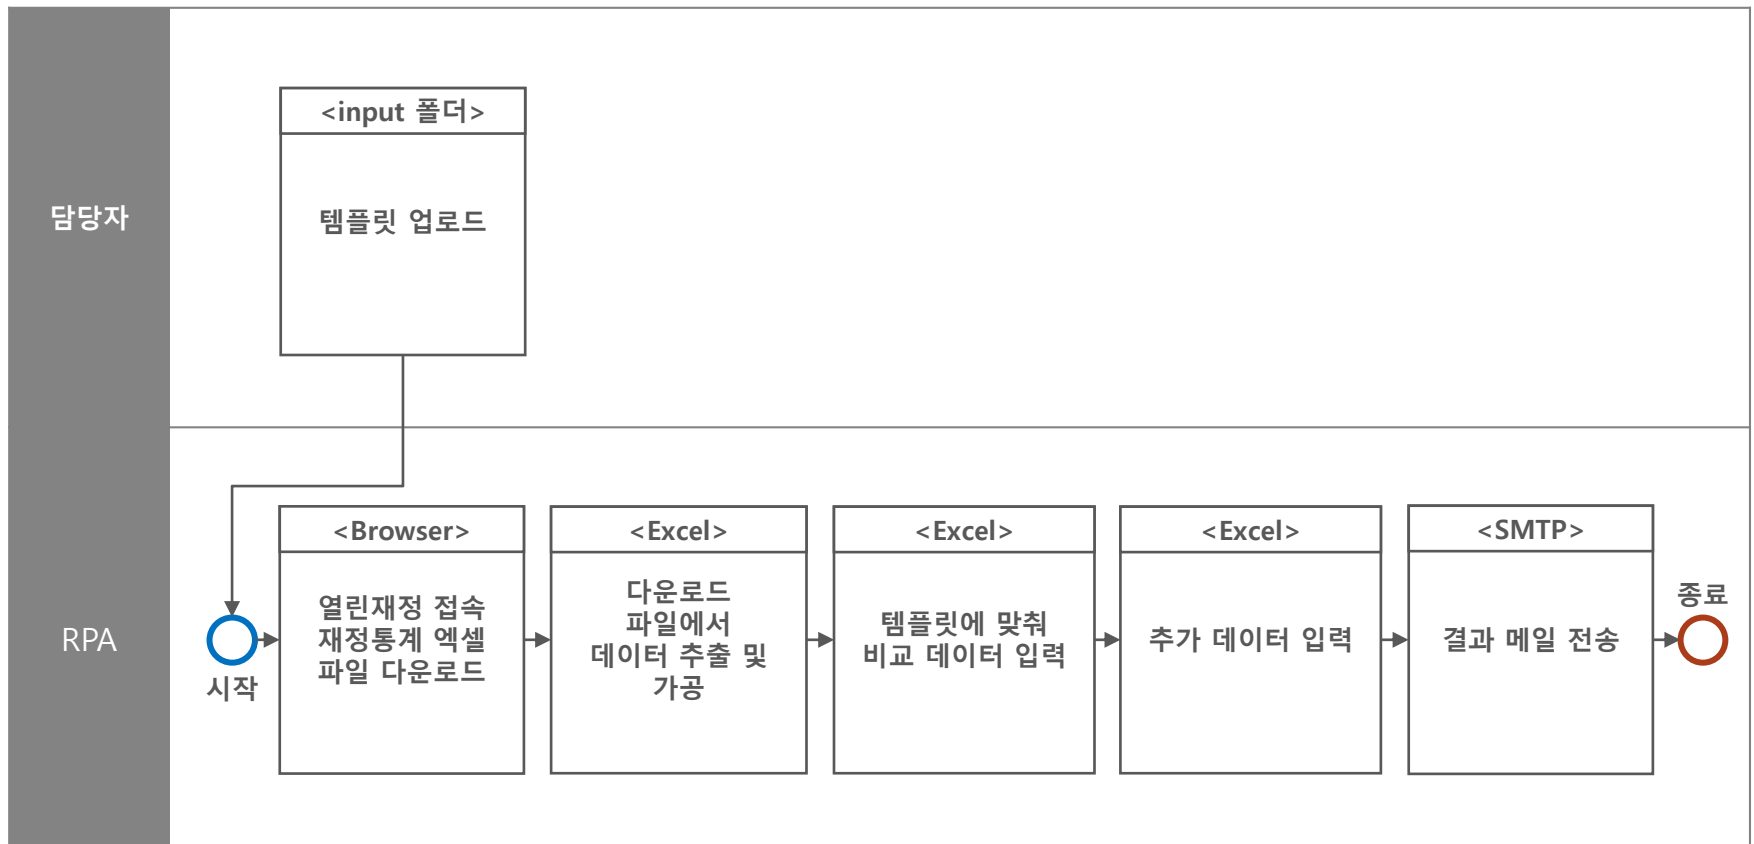 담당자
<input 폴더>
템플릿 업로드
RPA
시작
<Browser>
열린재정 접속
재정통계 엑셀
파일 다운로드
<Excel>
다운로드
파일에서
데이터 추출 및
가공
<Excel>
템플릿에 맞춰
비교 데이터 입력
<Excel>
추가 데이터 입력
<SMTP>
결과 메일 전송
종료